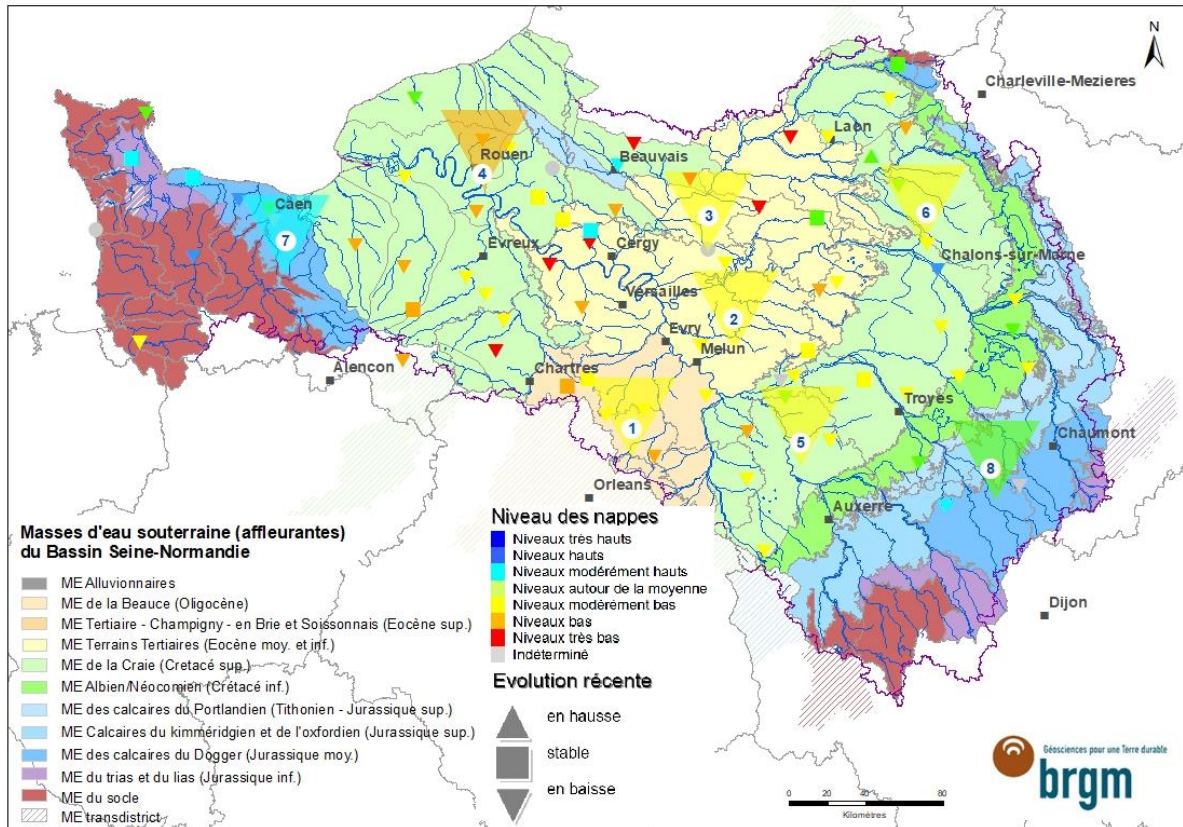 N
Charleville-Mezieres
Laon
Beauvais
Rouen
4
3
6
Caen
7
Evreux
Cergy
Chalons-sur-Marne
Versailles
2
Evry
Melun
Alencon
Chartres
Troyes
1
5
Chaumont
8
Orleans
Auxerre
Dijon
Masses d'eau souterraine (affleurantes)
du Bassin Seine-Normandie
ME Alluvionnaires
ME de la Beauce (Oligocène)
ME Tertiaire - Champigny - en Brie et Soissonnais (Eocène sup.)
ME Terrains Tertiaires (Eocène moy. et inf.)
ME de la Craie (Cretacé sup.)
ME Albien/Néocomien (Crétacé inf.)
ME des calcaires du Portlandien (Tithonien - Jurassique sup.)
ME Calcaires du kimméridgien et de l'oxfordien (Jurassique sup.)
ME des calcaires du Dogger (Jurassique moy.)
ME du trias et du lias (Jurassique inf.)
ME du socle
ME transdistrict
Niveau des nappes
Niveaux très hauts
Niveaux hauts
Niveaux modérément hauts
Niveaux autour de la moyenne
Niveaux modérément bas
Niveaux bas
Niveaux très bas
Indéterminé
Evolution récente
en hausse
stable
en baisse
0 20 40 80
Kilomètres
Géosciences pour une Terre durable
brgm